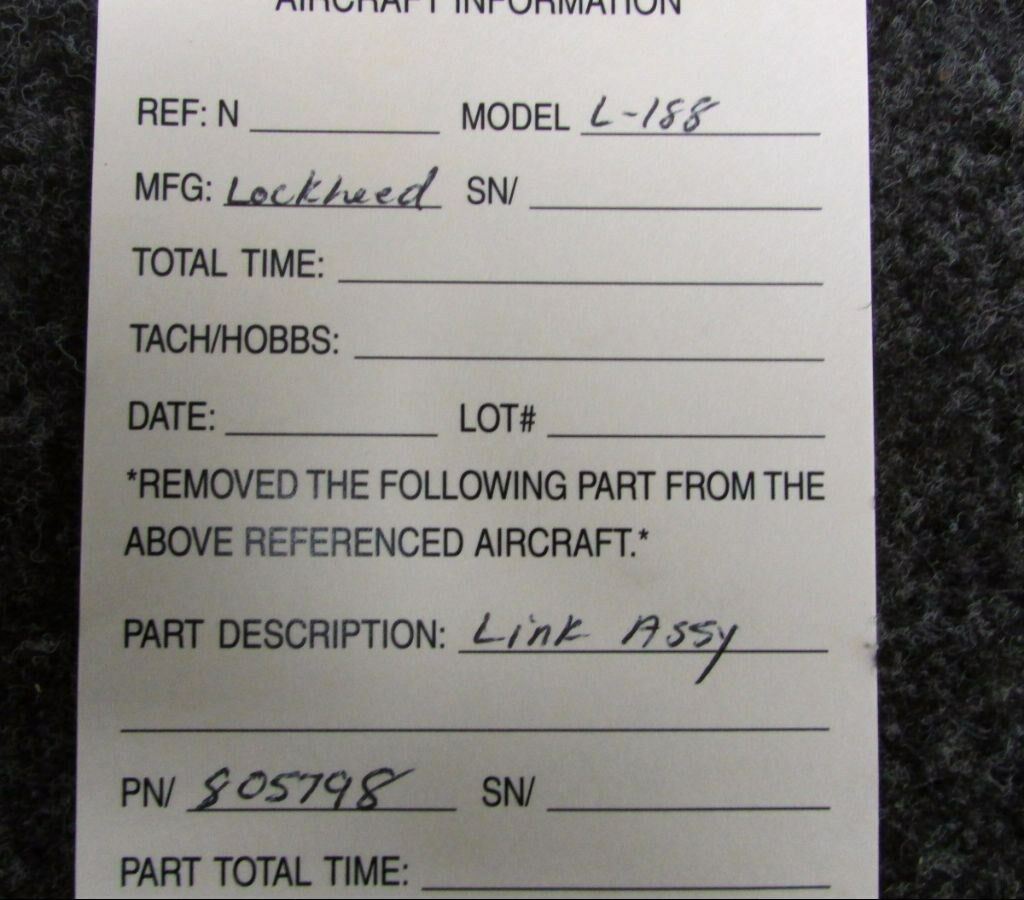 AIRCRAFT INFORMATION
REF: N MODEL L-188
MFG: Lockheed SN/
TOTAL TIME:
TACH/HOBBS:
DATE: LOT#
*REMOVED THE FOLLOWING PART FROM THE
ABOVE REFERENCED AIRCRAFT.*
PART DESCRIPTION: Link Assy
PN/ 805798 SN/
PART TOTAL TIME: